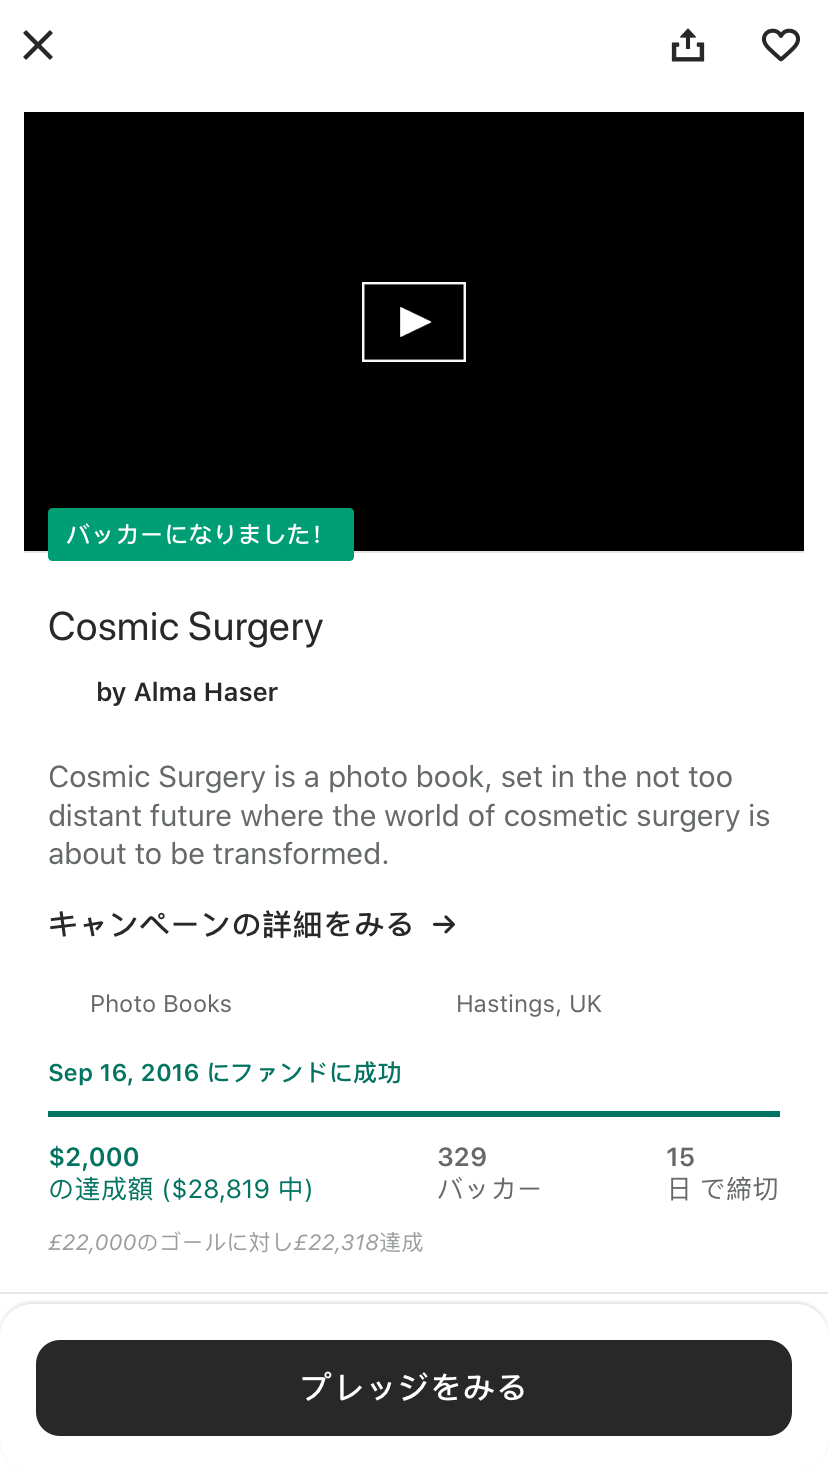 バッカーになりました!
Cosmic Surgery
by Alma Haser
Cosmic Surgery is a photo book, set in the not too
distant future where the world of cosmetic surgery is
about to be transformed.
キャンペーンの詳細をみる →
Photo Books
Hastings, UK
Sep 16, 2016 にファンドに成功
$2,000
の達成額 ($28,819 中)
329
バッカー
15
日 で締切
£22,000のゴールに対し£22,318達成
プレッジをみる